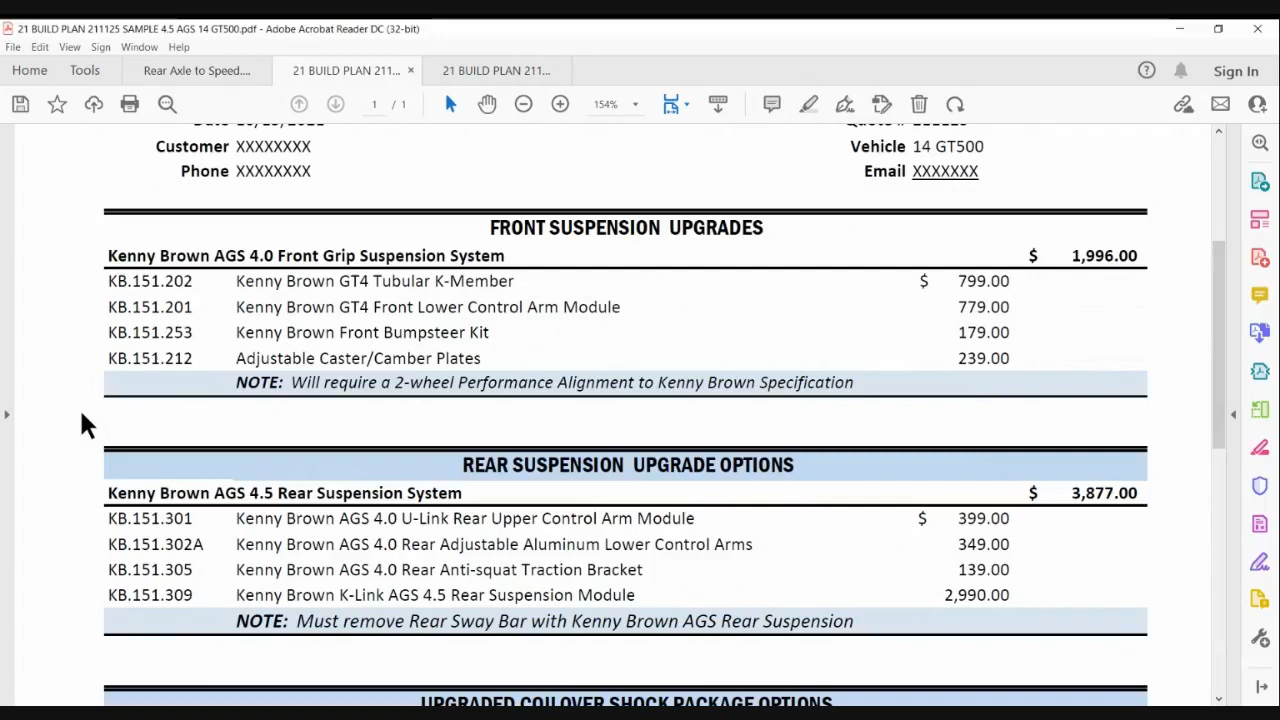 21 BUILD PLAN 211125 SAMPLE 4.5 AGS 14 GT500.pdf - Adobe Acrobat Reader DC (32-bit)
File Edit View Sign Window Help
Home Tools Rear Axle to Speed.... 21 BUILD PLAN 211... × 21 BUILD PLAN 211... Sign In
1 / 1 154%
Customer XXXXXXXX Vehicle 14 GT500
Phone XXXXXXXX Email XXXXXXX
FRONT SUSPENSION UPGRADES
Kenny Brown AGS 4.0 Front Grip Suspension System $ 1,996.00
KB.151.202 Kenny Brown GT4 Tubular K-Member $ 799.00
KB.151.201 Kenny Brown GT4 Front Lower Control Arm Module 779.00
KB.151.253 Kenny Brown Front Bumpsteer Kit 179.00
KB.151.212 Adjustable Caster/Camber Plates 239.00
NOTE: Will require a 2-wheel Performance Alignment to Kenny Brown Specification
REAR SUSPENSION UPGRADE OPTIONS
Kenny Brown AGS 4.5 Rear Suspension System $ 3,877.00
KB.151.301 Kenny Brown AGS 4.0 U-Link Rear Upper Control Arm Module $ 399.00
KB.151.302A Kenny Brown AGS 4.0 Rear Adjustable Aluminum Lower Control Arms 349.00
KB.151.305 Kenny Brown AGS 4.0 Rear Anti-squat Traction Bracket 139.00
KB.151.309 Kenny Brown K-Link AGS 4.5 Rear Suspension Module 2,990.00
NOTE: Must remove Rear Sway Bar with Kenny Brown AGS Rear Suspension
UPGRADED COILOVER SHOCK PACKAGE OPTIONS